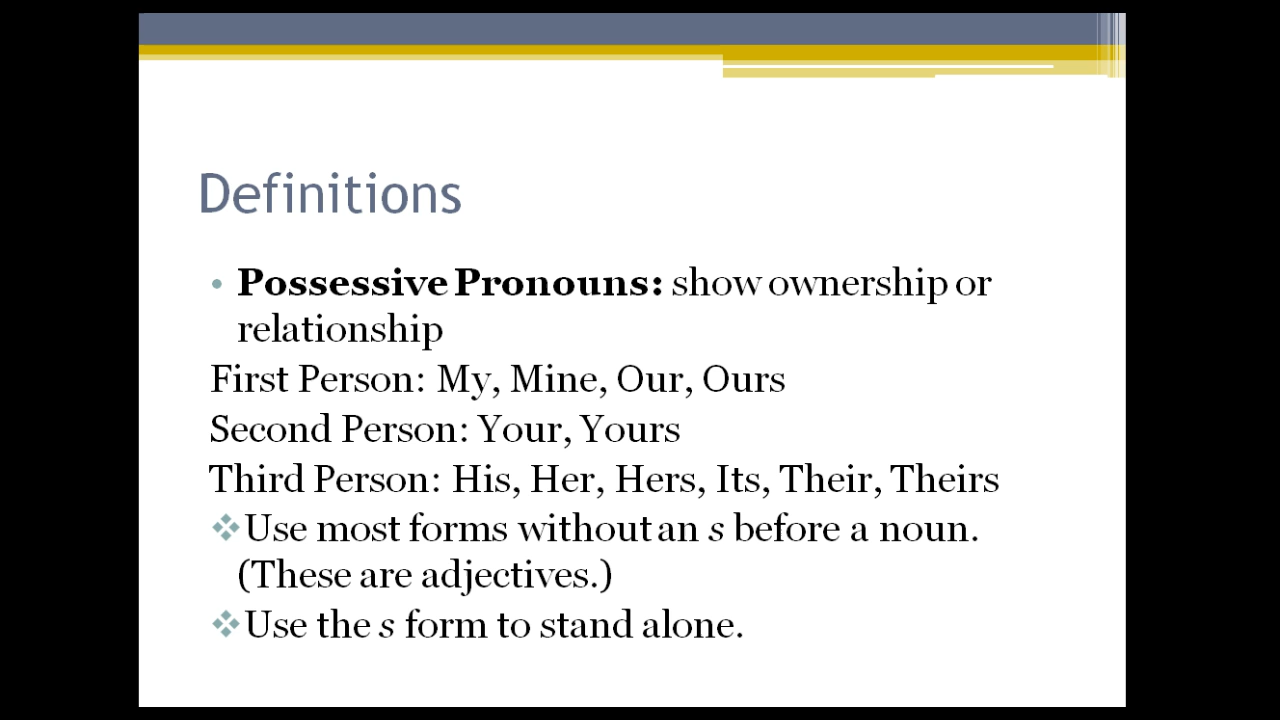 Definitions
• Possessive Pronouns: show ownership or
relationship
First Person: My, Mine, Our, Ours
Second Person: Your, Yours
Third Person: His, Her, Hers, Its, Their, Theirs
❖Use most forms without an s before a noun.
(These are adjectives.)
❖Use the s form to stand alone.